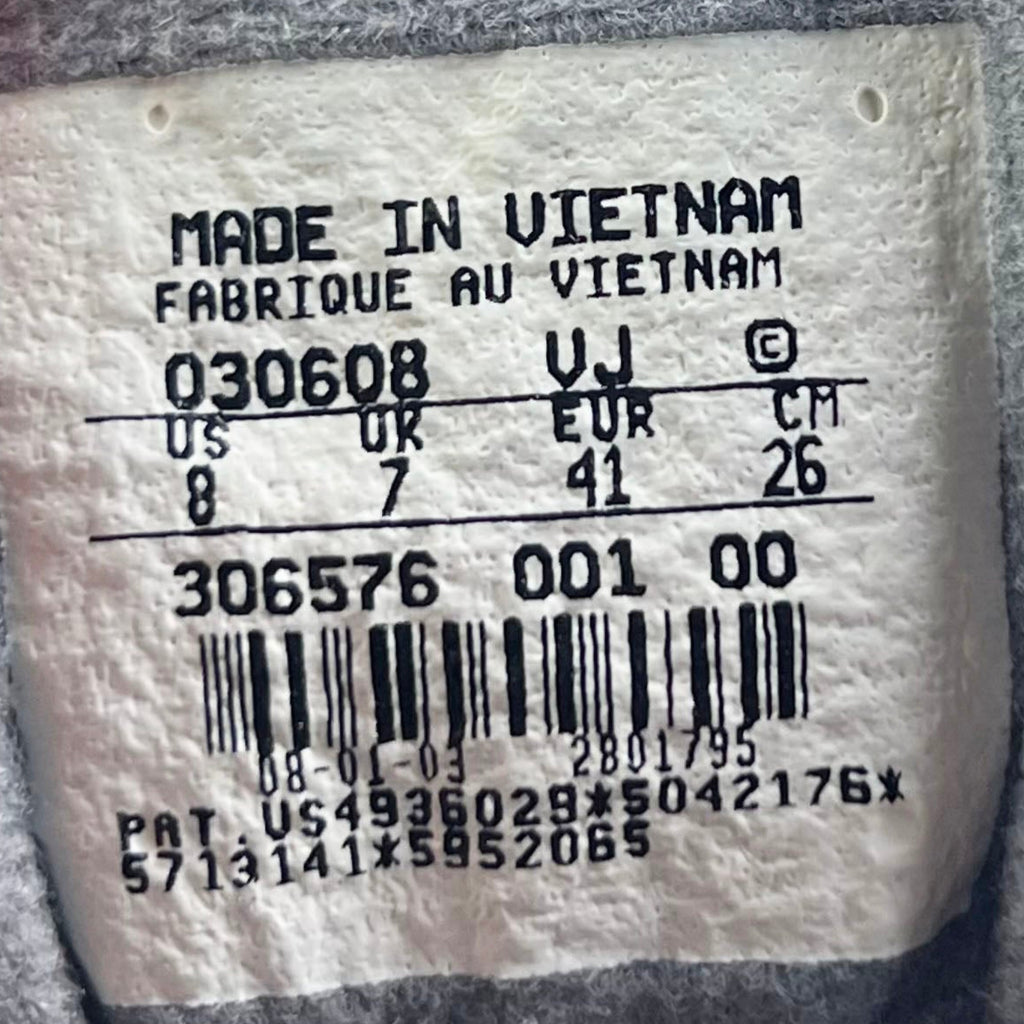 MADE IN VIETNAM
FABRIQUE AU VIETNAM
030608 VJ ©
US UK EUR CM
8 7 41 26
306576 001 00
08-01-03 2801795
PAT. US4936029*5042176*
5713141*5952065